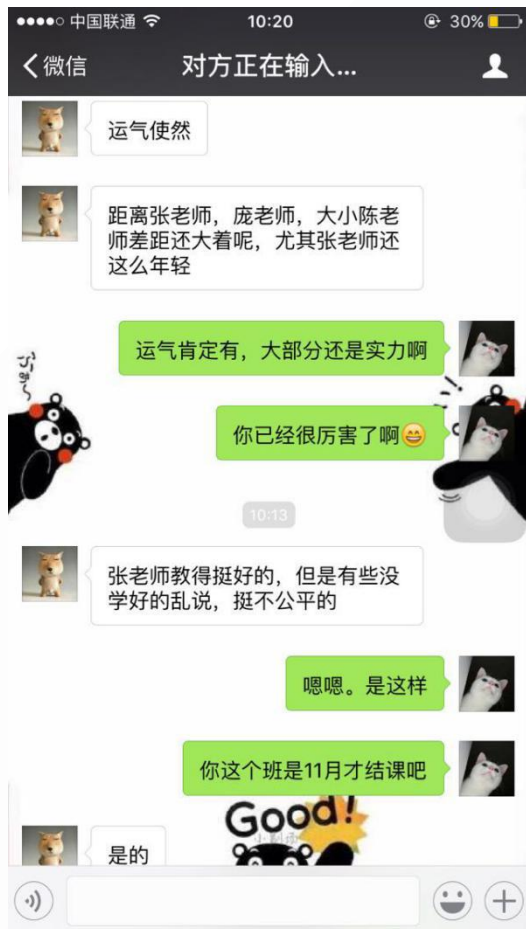 中国联通 10:20 30%
微信 对方正在输入...
运气使然
距离张老师，庞老师，大小陈老
师差距还大着呢，尤其张老师还
这么年轻
运气肯定有，大部分还是实力啊
你已经很厉害了啊😄
10:13
张老师教得挺好的，但是有些没
学好的乱说，挺不公平的
嗯嗯。是这样
你这个班是11月才结课吧
Good!
是的